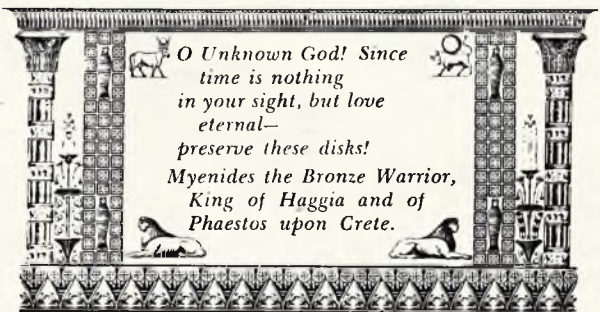 O Unknown God! Since
time is nothing
in your sight, but love
eternal—
preserve these disks!
Myenides the Bronze Warrior,
King of Haggia and of
Phaestos upon Crete.